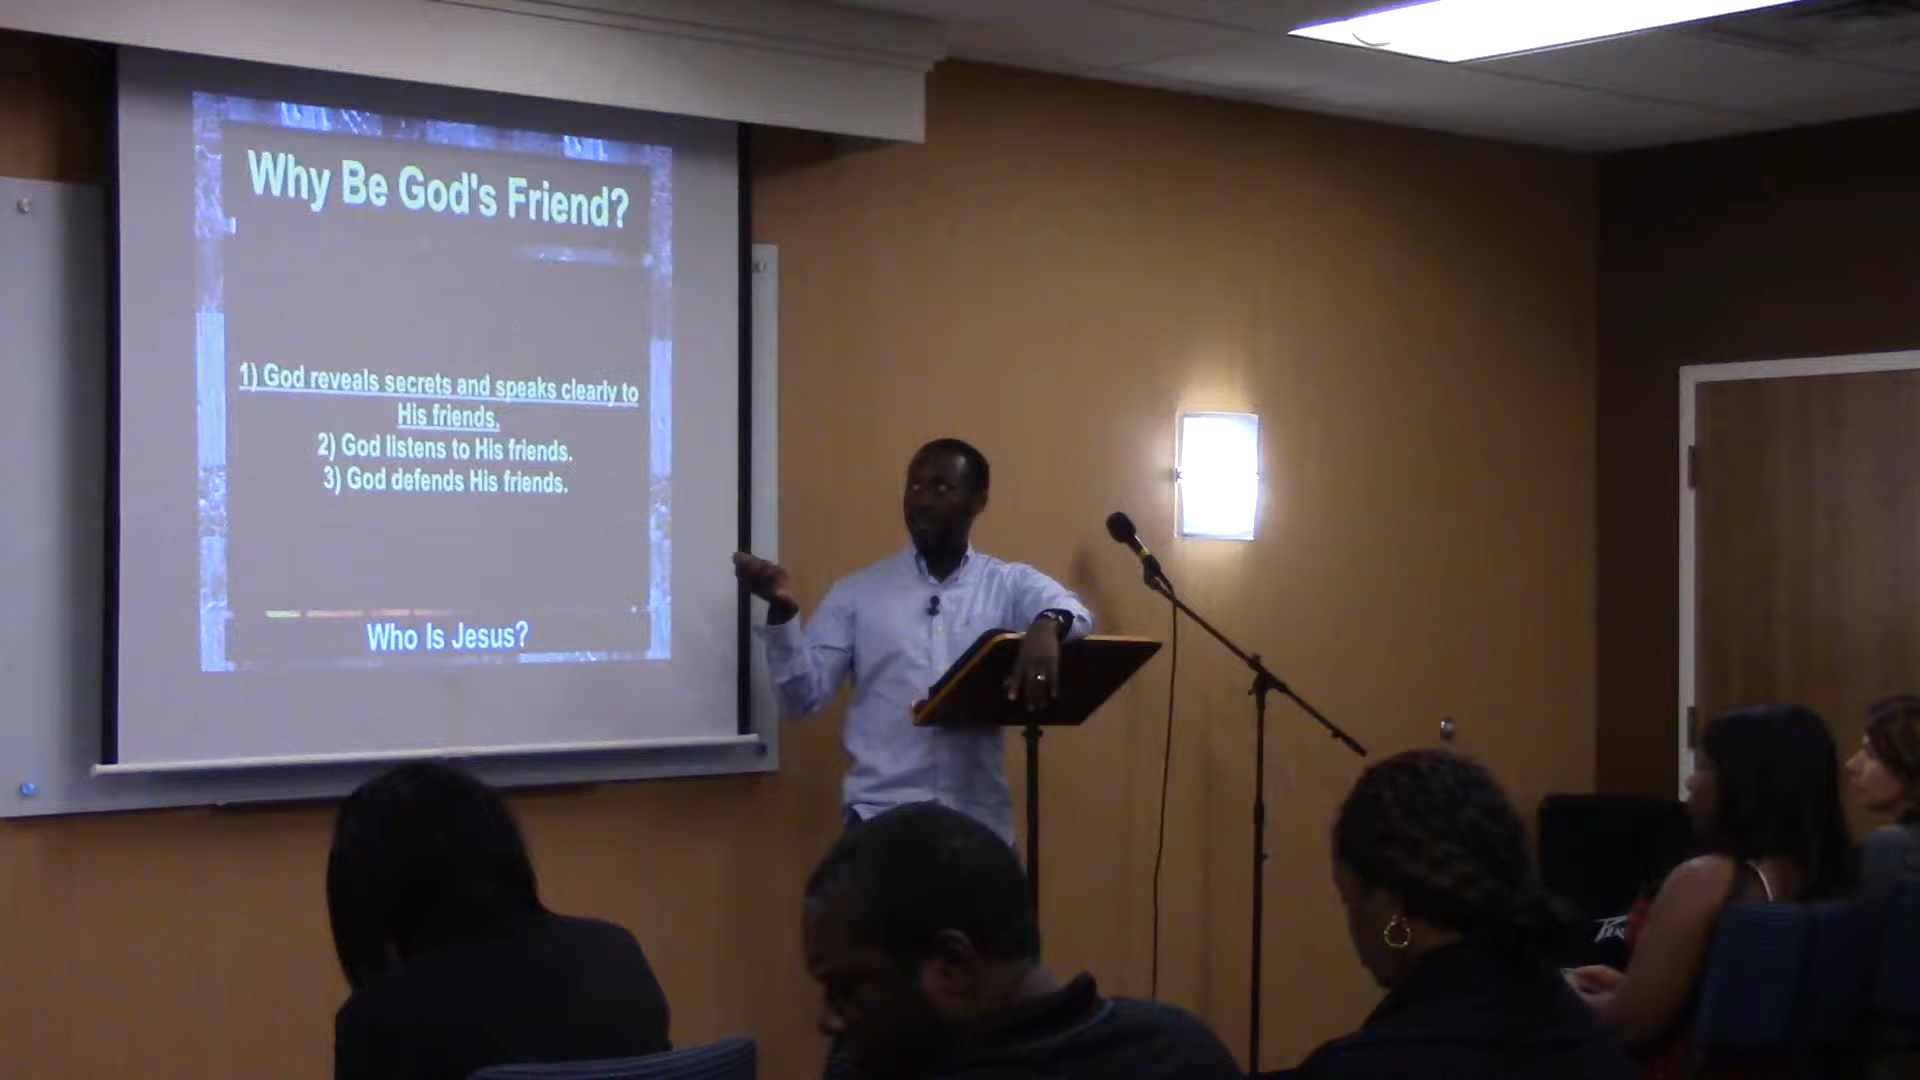 Why Be God's Friend?
1) God reveals secrets and speaks clearly to
His friends.
2) God listens to His friends.
3) God defends His friends.
Who Is Jesus?